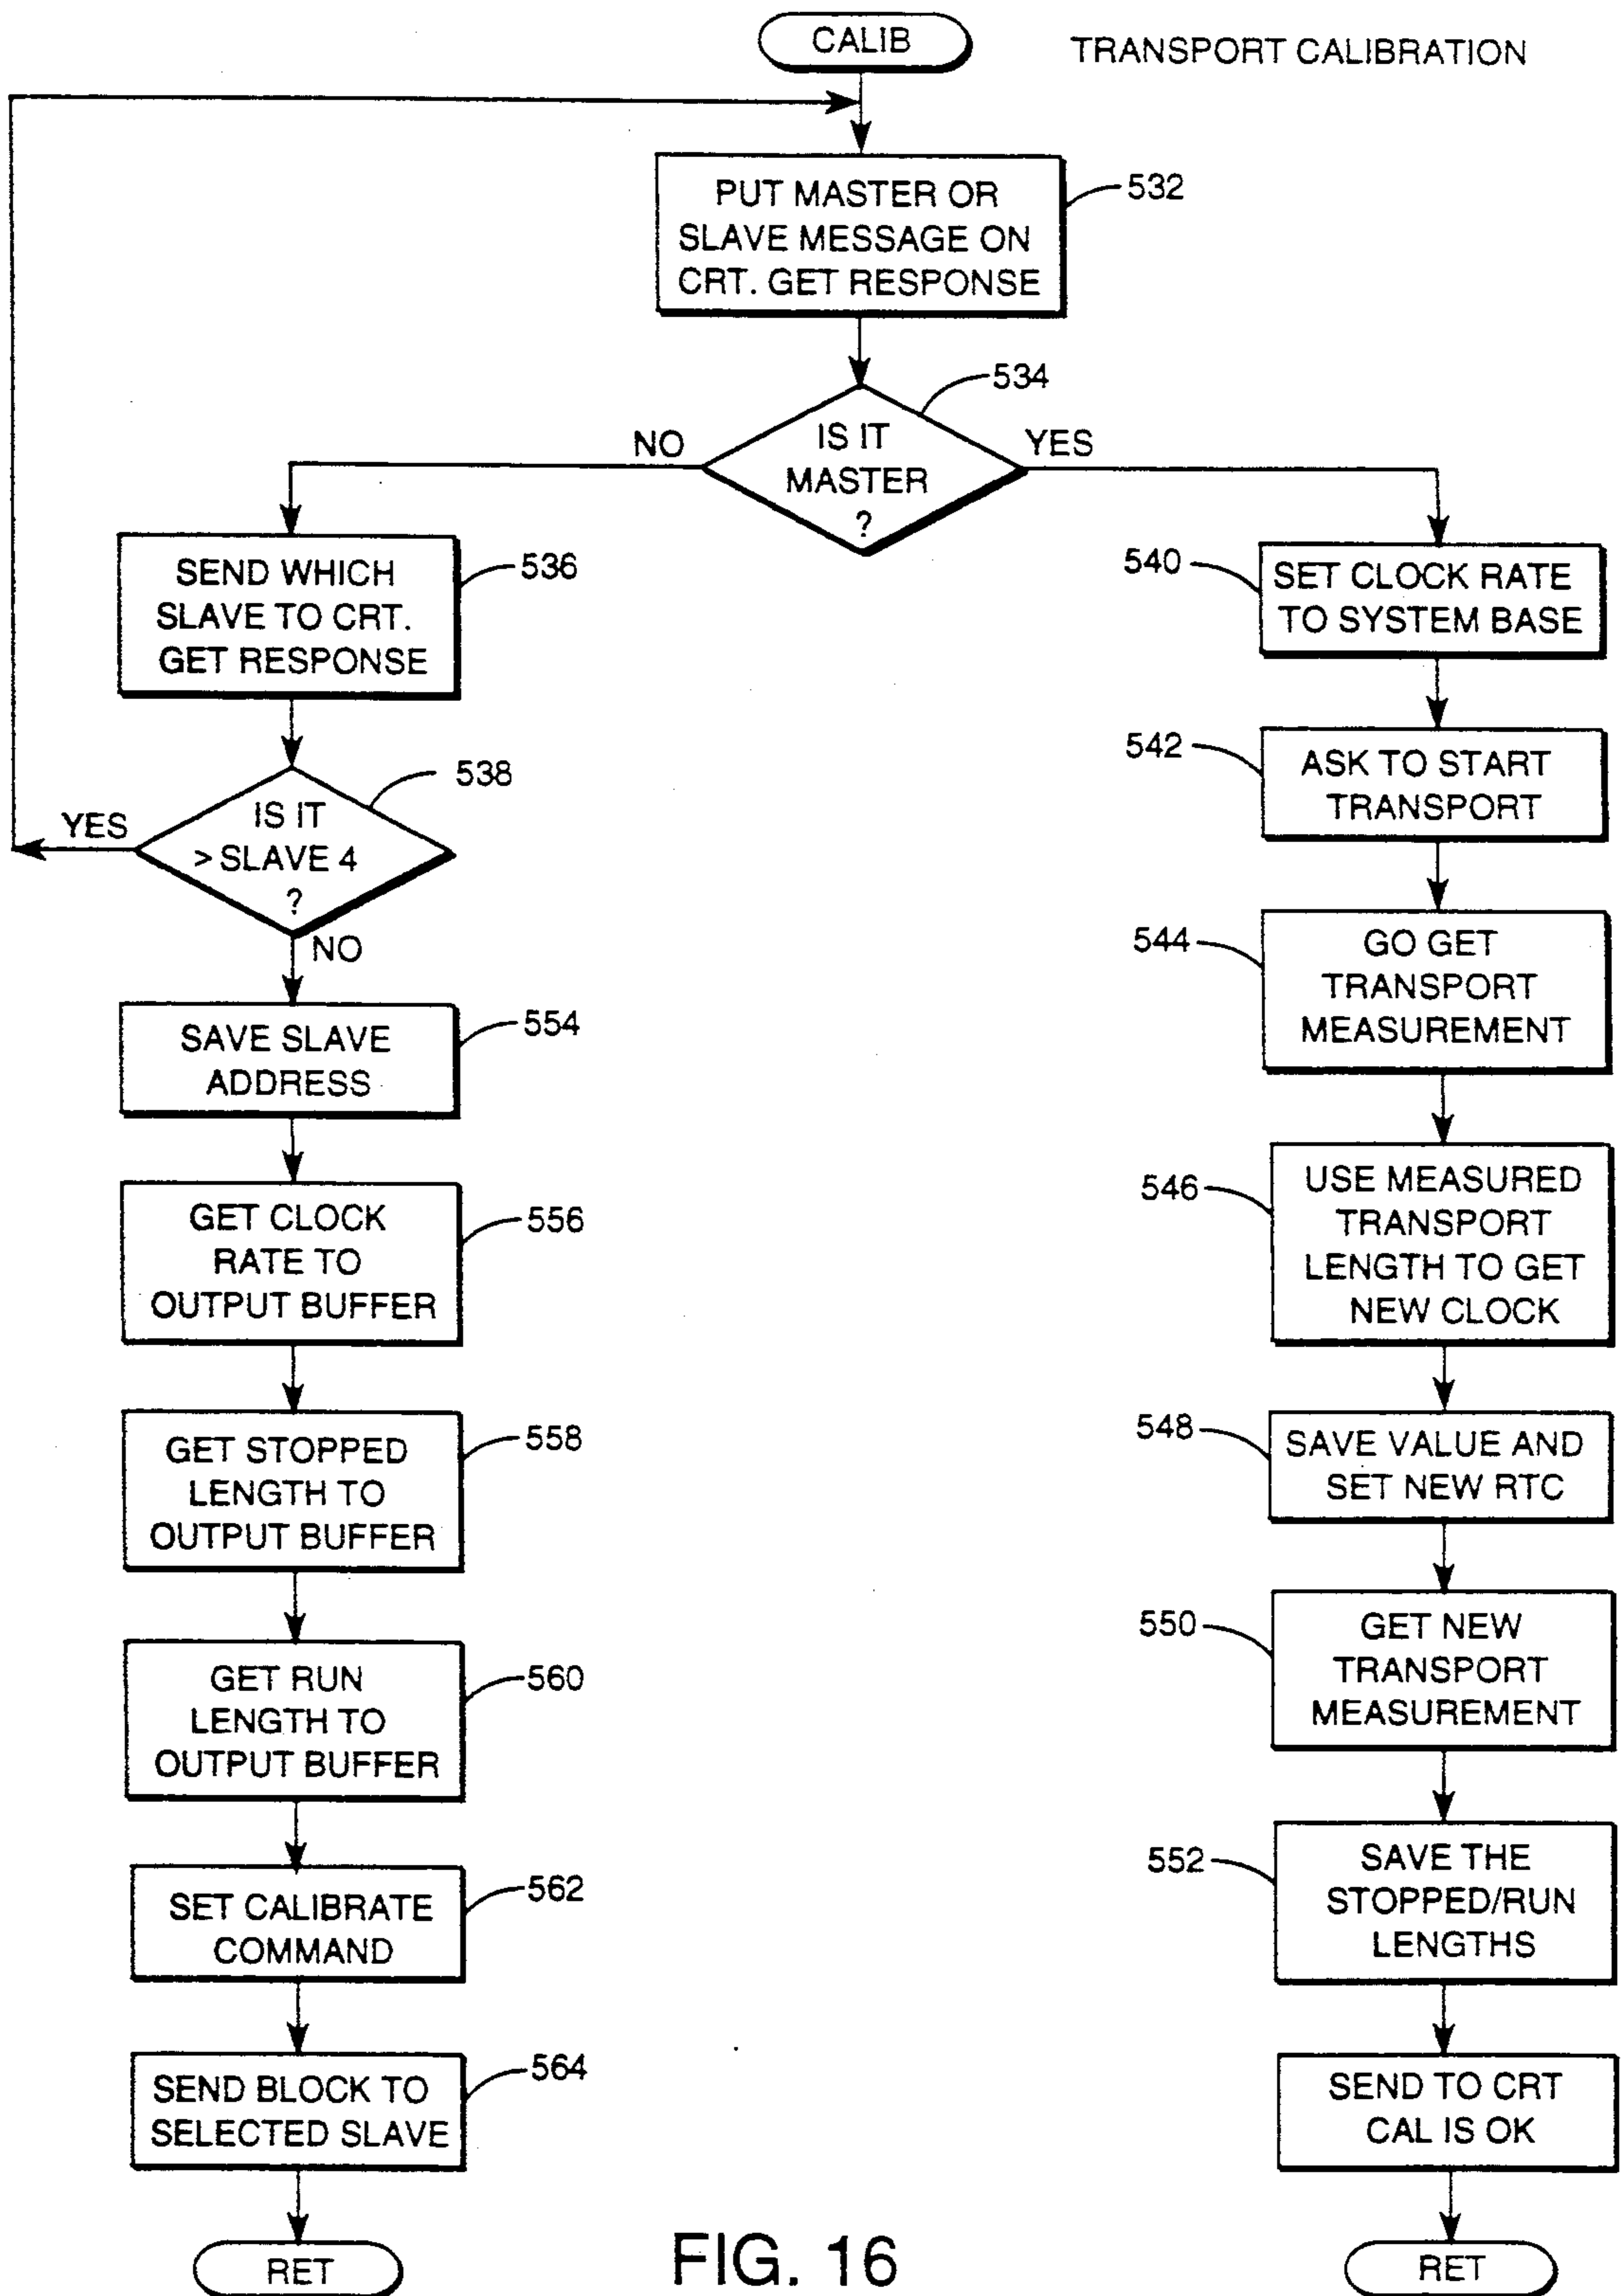 CALIB
TRANSPORT CALIBRATION
PUT MASTER OR
SLAVE MESSAGE ON
CRT. GET RESPONSE
532
534
IS IT
MASTER
?
NO
YES
SEND WHICH
SLAVE TO CRT.
GET RESPONSE
536
IS IT
> SLAVE 4
?
538
YES
NO
SAVE SLAVE
ADDRESS
554
GET CLOCK
RATE TO
OUTPUT BUFFER
556
GET STOPPED
LENGTH TO
OUTPUT BUFFER
558
GET RUN
LENGTH TO
OUTPUT BUFFER
560
SET CALIBRATE
COMMAND
562
SEND BLOCK TO
SELECTED SLAVE
564
RET
540
SET CLOCK RATE
TO SYSTEM BASE
542
ASK TO START
TRANSPORT
544
GO GET
TRANSPORT
MEASUREMENT
546
USE MEASURED
TRANSPORT
LENGTH TO GET
NEW CLOCK
548
SAVE VALUE AND
SET NEW RTC
550
GET NEW
TRANSPORT
MEASUREMENT
552
SAVE THE
STOPPED/RUN
LENGTHS
SEND TO CRT
CAL IS OK
RET
FIG. 16